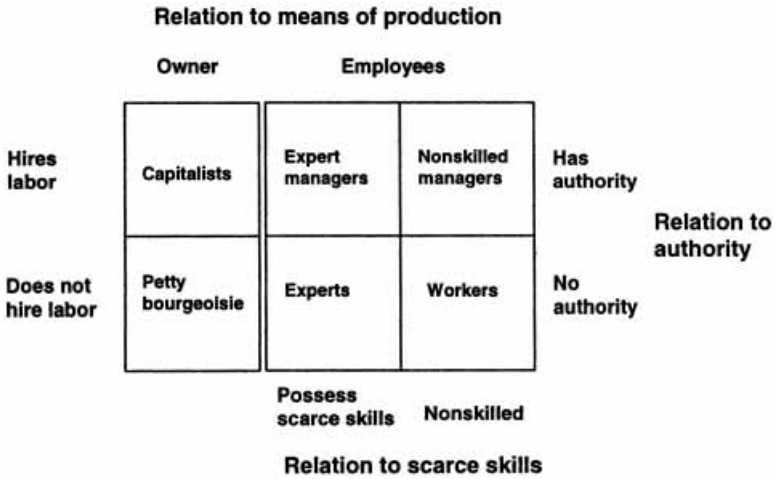 Relation to means of production
Owner
Employees
Hires
labor
Capitalists
Expert
managers
Nonskilled
managers
Has
authority
Relation to
authority
Does not
hire labor
Petty
bourgeoisie
Experts
Workers
No
authority
Possess
scarce skills
Nonskilled
Relation to scarce skills